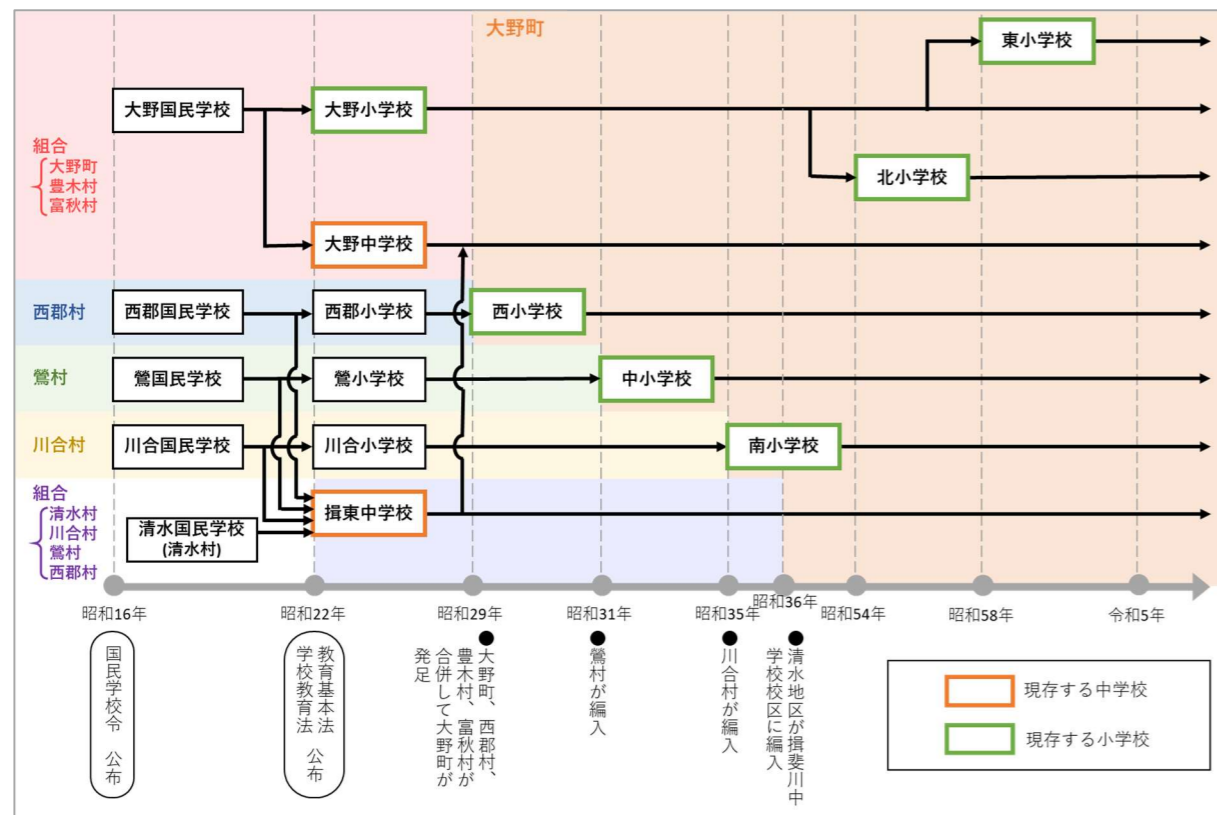 大野町
東小学校
大野国民学校
大野小学校
組合
大野町
豊木村
富秋村
北小学校
大野中学校
西郡村
西郡国民学校
西郡小学校
西小学校
鶯村
鶯国民学校
鶯小学校
中小学校
川合村
川合国民学校
川合小学校
南小学校
組合
清水村
川合村
鶯村
西郡村
清水国民学校
(清水村)
揖東中学校
昭和16年
昭和22年
昭和29年
昭和31年
昭和35年
昭和36年
昭和54年
昭和58年
令和5年
国民学校令 公布
教育基本法
学校教育法 公布
大野町、西郡村、
豊木村、富秋村が
合併して大野町が
発足
鶯村が編入
川合村が編入
清水地区が揖斐川中
学校校区に編入
現存する中学校
現存する小学校